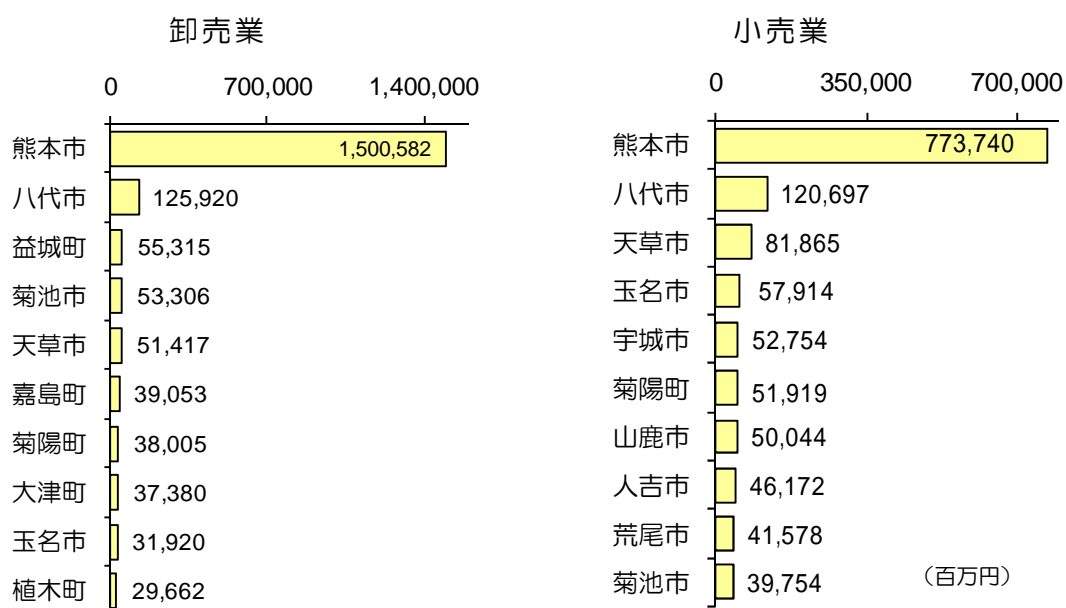 卸売業
0 700,000 1,400,000
熊本市 1,500,582
八代市 125,920
益城町 55,315
菊池市 53,306
天草市 51,417
嘉島町 39,053
菊陽町 38,005
大津町 37,380
玉名市 31,920
植木町 29,662
小売業
0 350,000 700,000
熊本市 773,740
八代市 120,697
天草市 81,865
玉名市 57,914
宇城市 52,754
菊陽町 51,919
山鹿市 50,044
人吉市 46,172
荒尾市 41,578
菊池市 39,754
（百万円）